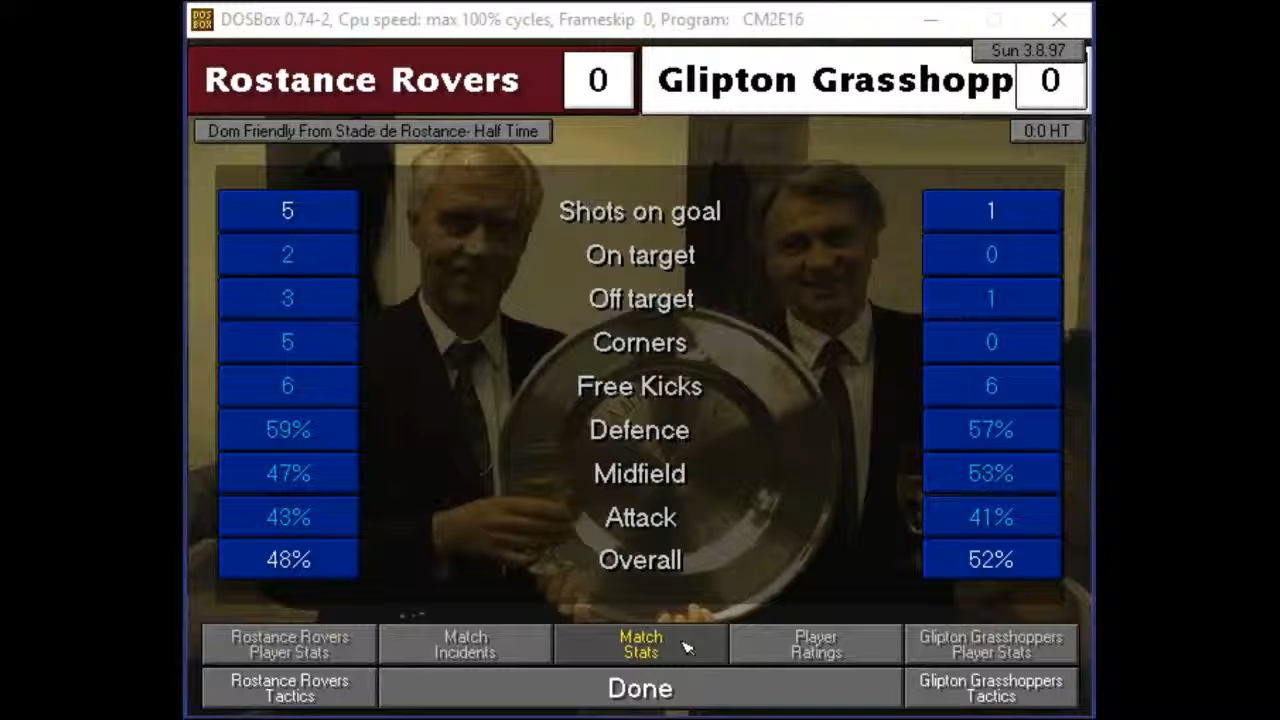 DOSBox 0.74-2, Cpu speed: max 100% cycles, Frameskip 0, Program: CM2E16
Sun 3.8.97
Rostance Rovers 0 Glipton Grasshopp 0
Dom Friendly From Stade de Rostance- Half Time 0:0 HT
5 Shots on goal 1
2 On target 0
3 Off target 1
5 Corners 0
6 Free Kicks 6
59% Defence 57%
47% Midfield 53%
43% Attack 41%
48% Overall 52%
Rostance Rovers Player Stats
Match Incidents
Match Stats
Player Ratings
Glipton Grasshoppers Player Stats
Rostance Rovers Tactics
Done
Glipton Grasshoppers Tactics